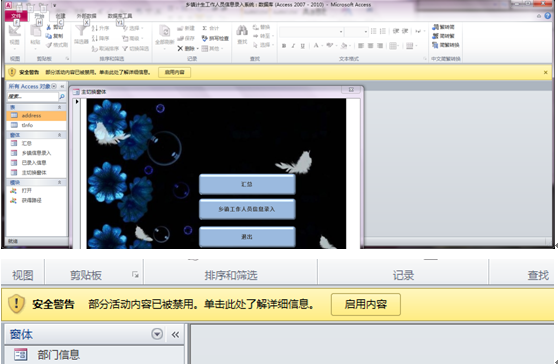 乡镇计生工作人员信息录入系统：数据库 (Access 2007 - 2010) - Microsoft Access
文件 开始 创建 外部数据 数据库工具
视图 粘贴 剪切 复制 格式刷 筛选器 升序 降序 选择 高级 切换筛选 全部刷新 新建 保存 删除 合计 拼写检查 其他 查找 繁转简 简转繁 简繁转换
视图 剪贴板 排序和筛选 记录 查找 文本格式 中文简繁转换
安全警告 部分活动内容已被禁用。单击此处了解详细信息。 启用内容
所有 Access 对象
搜索...
表
address
tInfo
窗体
汇总
乡镇信息录入
已录入信息
主切换窗体
模块
打开
获得路径
主切换窗体
汇总
乡镇工作人员信息录入
退出
就绪
视图 剪贴板 排序和筛选 记录 查找
安全警告 部分活动内容已被禁用。单击此处了解详细信息。 启用内容
窗体
部门信息